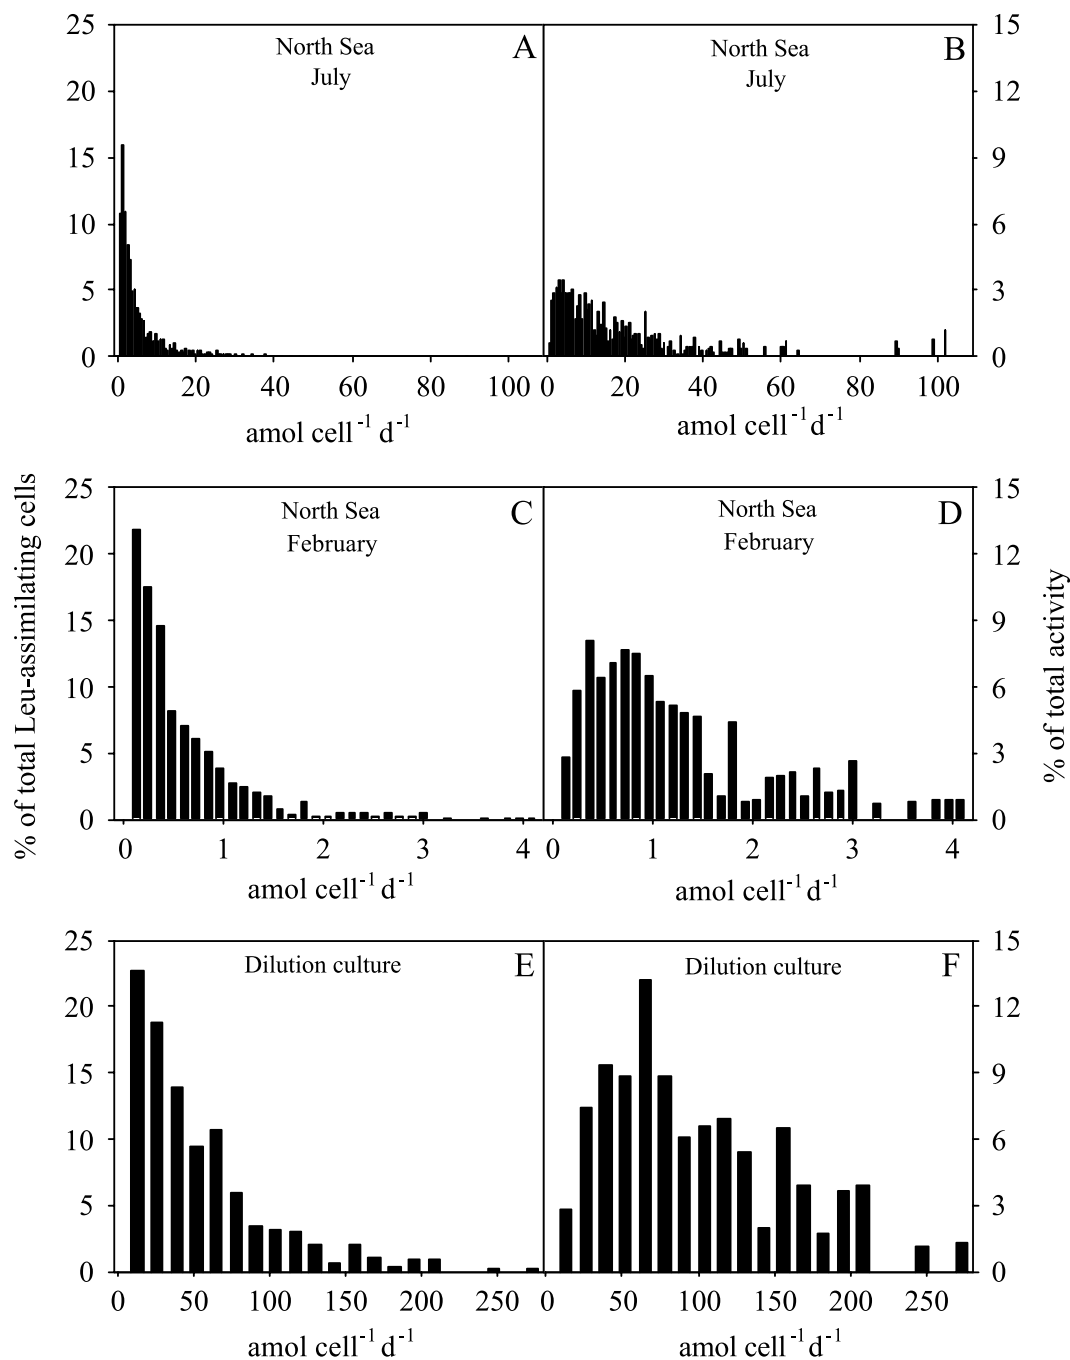 25
20
15
10
5
0
North Sea
July
A
North Sea
July
B
15
12
9
6
3
0
0 20 40 60 80 100
0 20 40 60 80 100
amol cell⁻¹ d⁻¹
amol cell⁻¹ d⁻¹
% of total Leu-assimilating cells
25
20
15
10
5
0
North Sea
February
C
North Sea
February
D
15
12
9
6
3
0
% of total activity
0 1 2 3 4
0 1 2 3 4
amol cell⁻¹ d⁻¹
amol cell⁻¹ d⁻¹
25
20
15
10
5
0
Dilution culture
E
Dilution culture
F
15
12
9
6
3
0
0 50 100 150 200 250
0 50 100 150 200 250
amol cell⁻¹ d⁻¹
amol cell⁻¹ d⁻¹